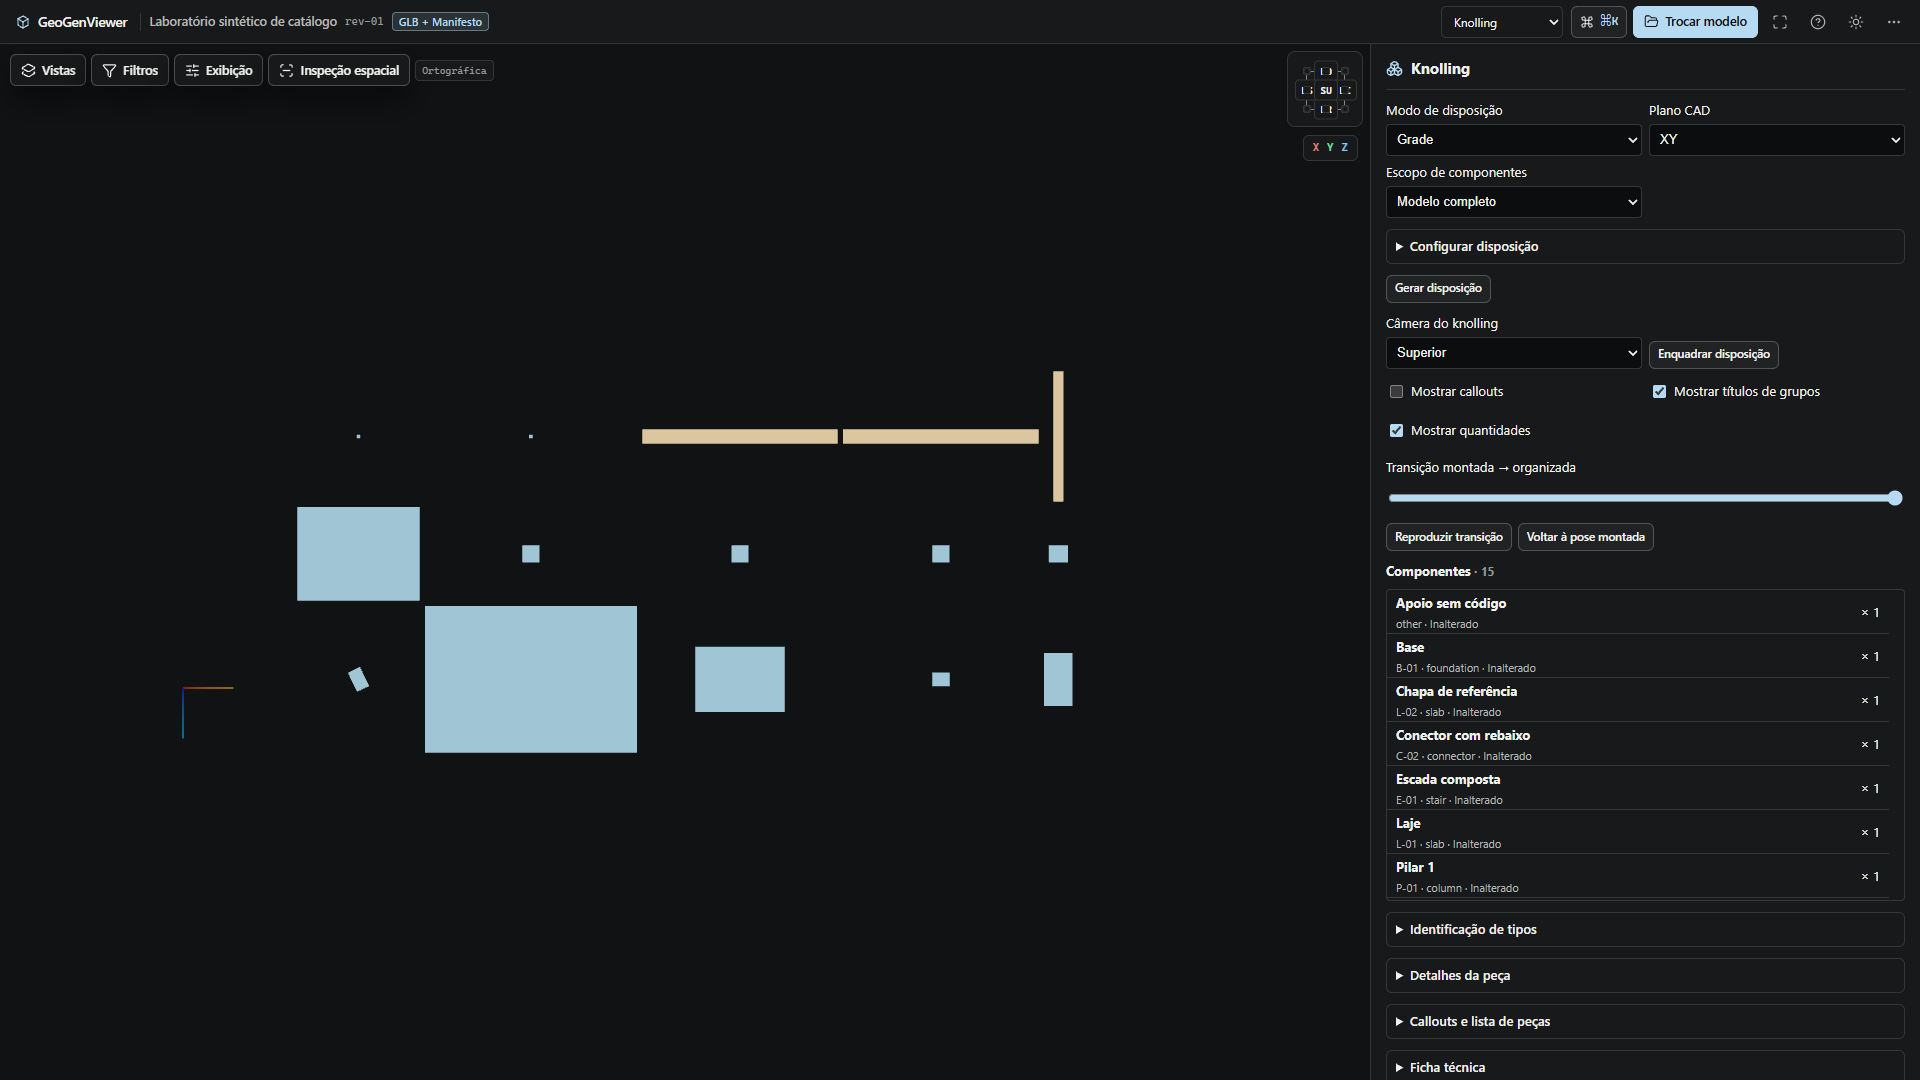 GeoGenViewer
Laboratório sintético de catálogo rev-01 GLB + Manifesto
Knolling
⌘ ⌘K
Trocar modelo
Vistas
Filtros
Exibição
Inspeção espacial
Ortográfica
SU
X Y Z
Knolling
Modo de disposição
Plano CAD
Grade
XY
Escopo de componentes
Modelo completo
Configurar disposição
Gerar disposição
Câmera do knolling
Superior
Enquadrar disposição
Mostrar callouts
Mostrar títulos de grupos
Mostrar quantidades
Transição montada → organizada
Reproduzir transição
Voltar à pose montada
Componentes · 15
Apoio sem código
other · Inalterado
× 1
Base
B-01 · foundation · Inalterado
× 1
Chapa de referência
L-02 · slab · Inalterado
× 1
Conector com rebaixo
C-02 · connector · Inalterado
× 1
Escada composta
E-01 · stair · Inalterado
× 1
Laje
L-01 · slab · Inalterado
× 1
Pilar 1
P-01 · column · Inalterado
× 1
Identificação de tipos
Detalhes da peça
Callouts e lista de peças
Ficha técnica